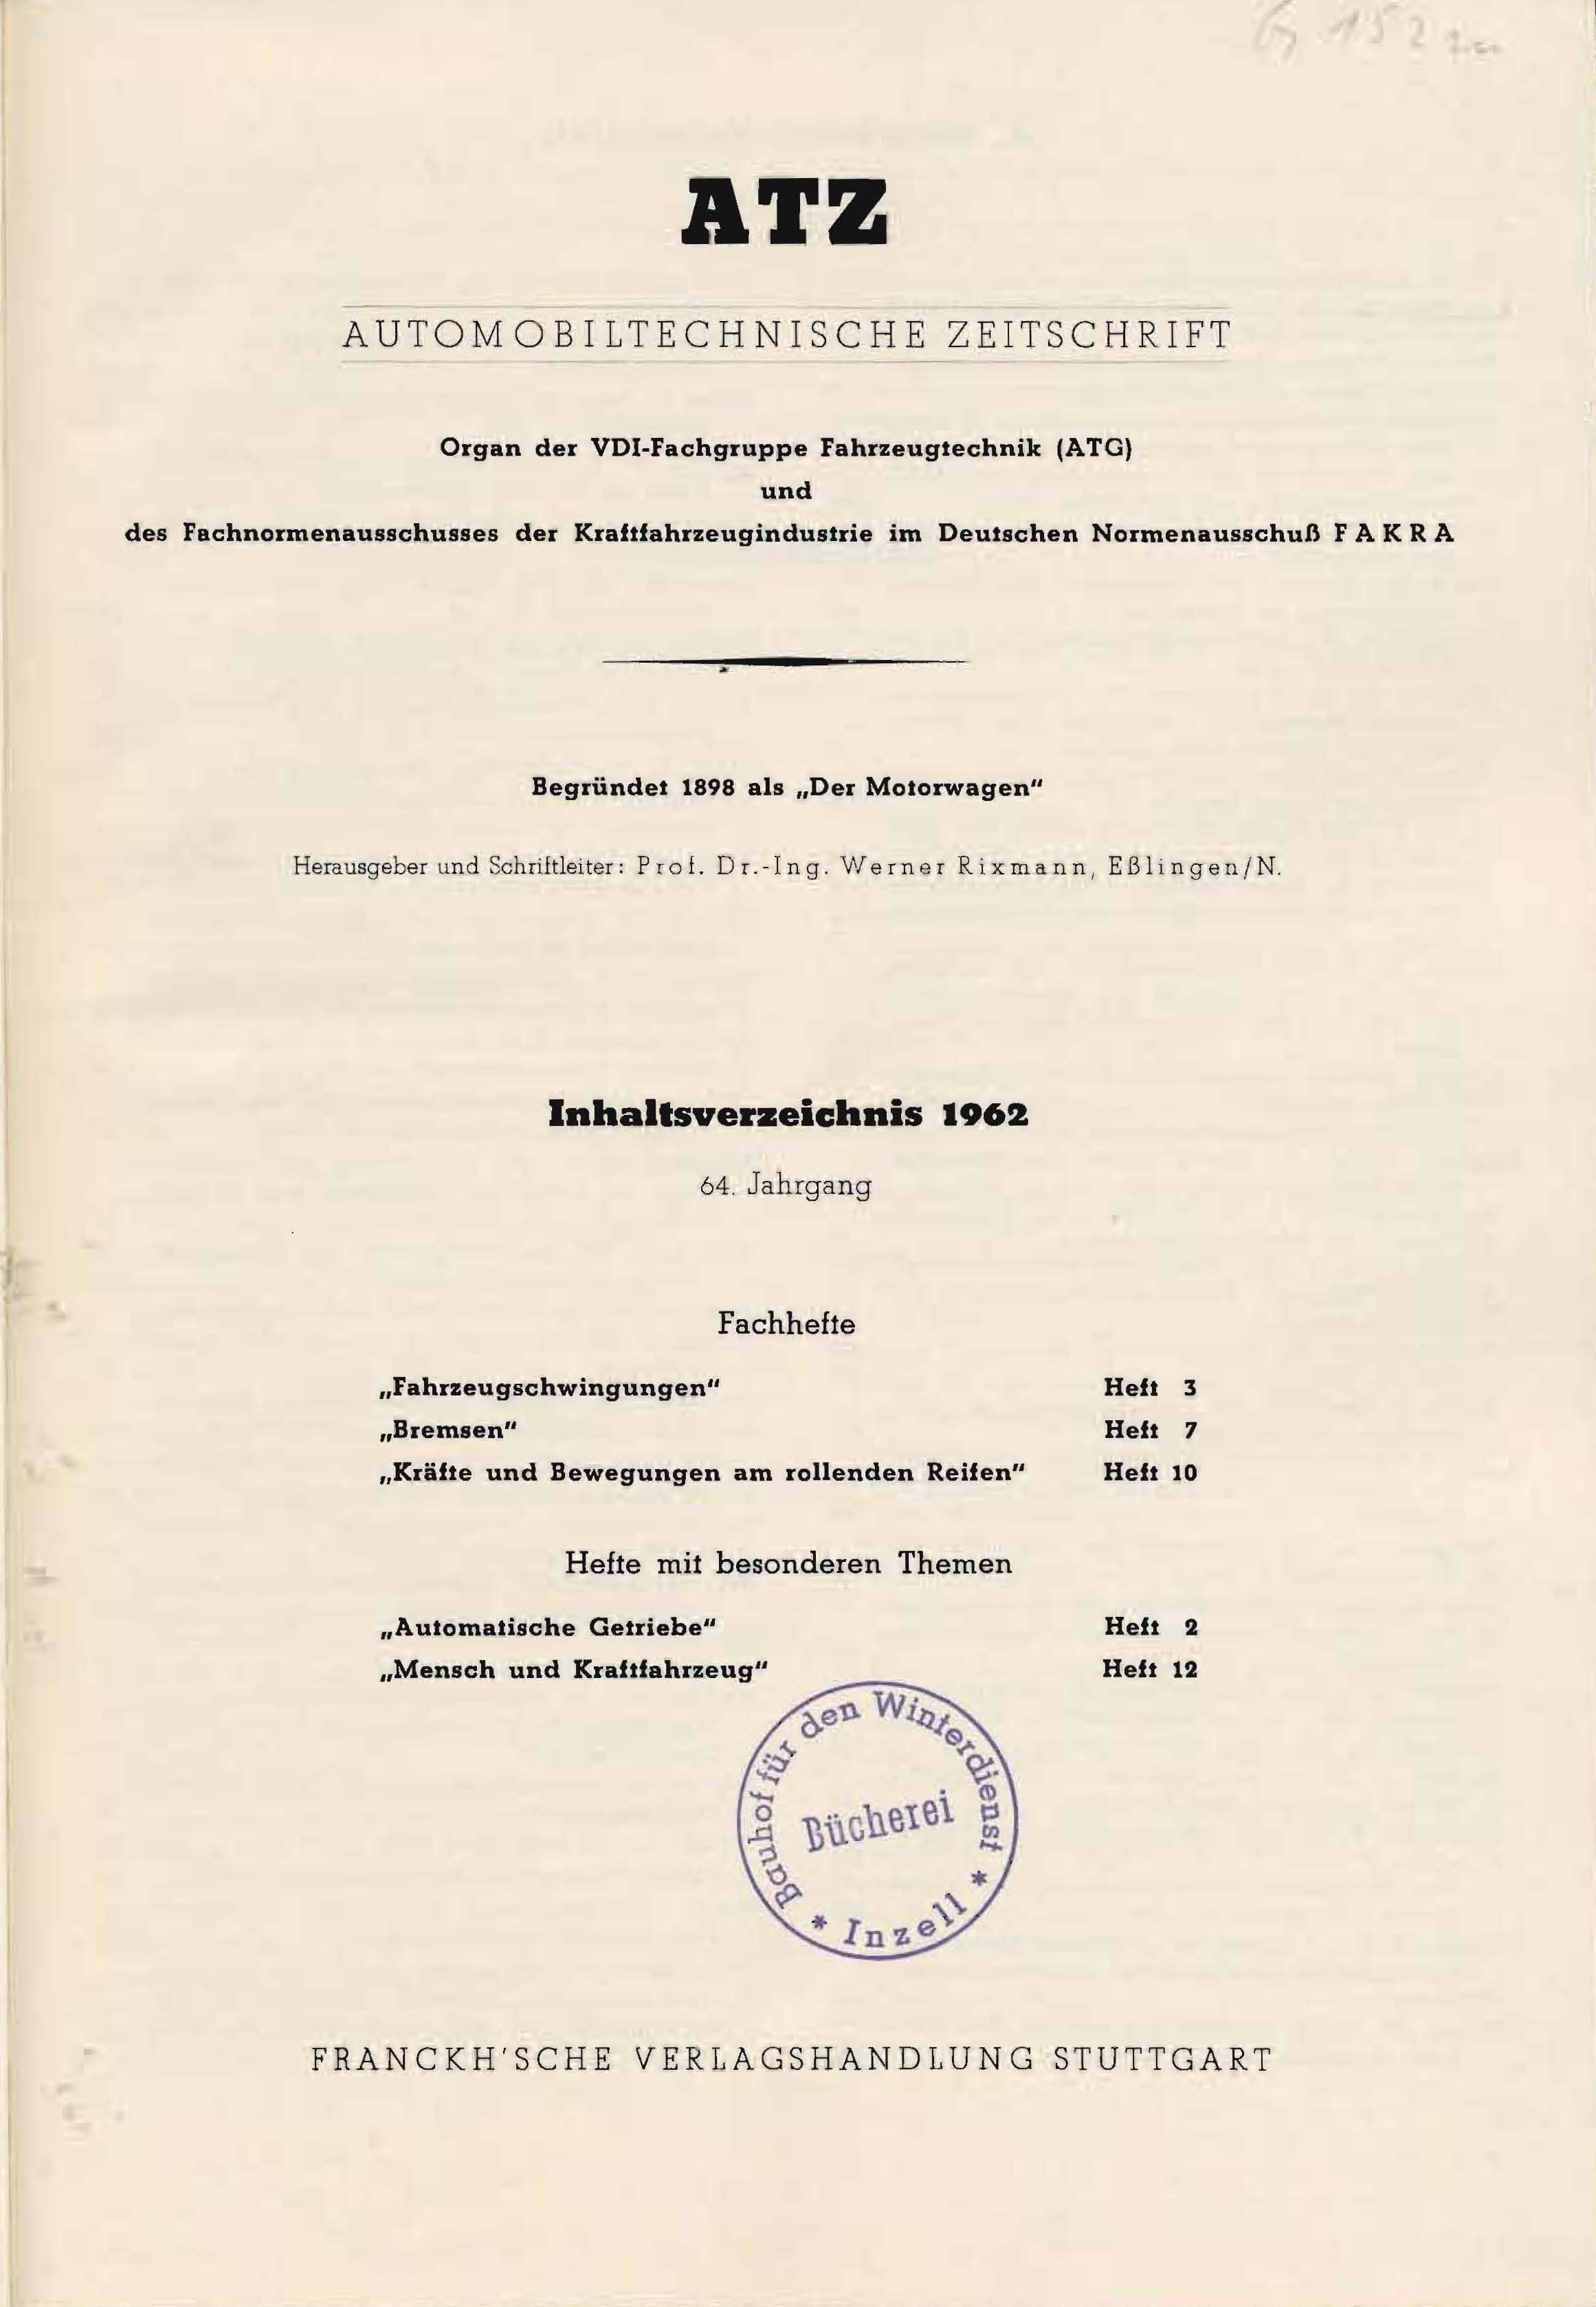 ATZ
AUTOMOBILTECHNISCHE ZEITSCHRIFT
Organ der VDI-Fachgruppe Fahrzeugtechnik (ATG)
und
des Fachnormenausschusses der Kraftfahrzeugindustrie im Deutschen Normenausschuß FAKRA
Begründet 1898 als „Der Motorwagen“
Herausgeber und Schriftleiter: Prof. Dr.-Ing. Werner Rixmann, Eßlingen/N.
Inhaltsverzeichnis 1962
64. Jahrgang
Fachhefte
„Fahrzeugschwingungen“ Heft 3
„Bremsen“ Heft 7
„Kräfte und Bewegungen am rollenden Reifen“ Heft 10
Hefte mit besonderen Themen
„Automatische Getriebe“ Heft 2
„Mensch und Kraftfahrzeug“ Heft 12
Bauhof für den Winterdienst
Bücherei
* Inzell *
FRANCKH'SCHE VERLAGSHANDLUNG STUTTGART